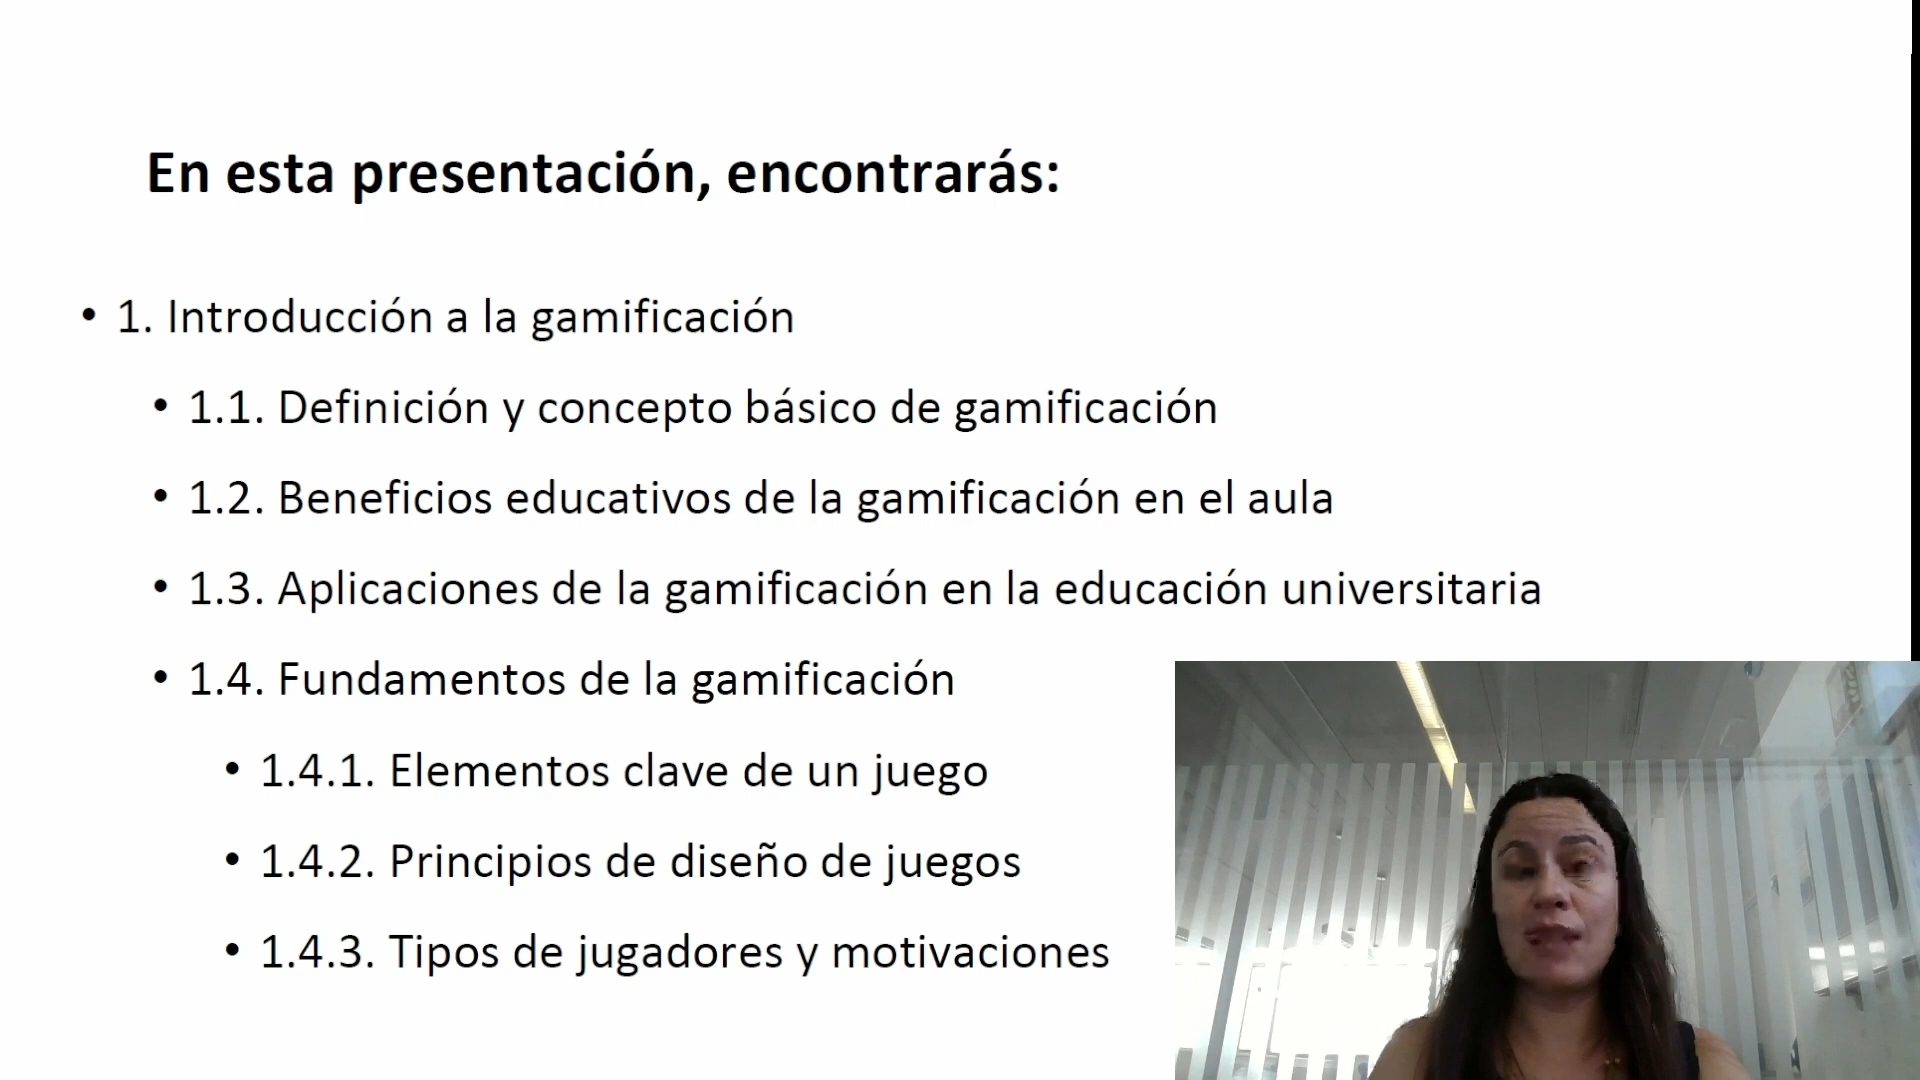 En esta presentación, encontrarás:
• 1. Introducción a la gamificación
• 1.1. Definición y concepto básico de gamificación
• 1.2. Beneficios educativos de la gamificación en el aula
• 1.3. Aplicaciones de la gamificación en la educación universitaria
• 1.4. Fundamentos de la gamificación
• 1.4.1. Elementos clave de un juego
• 1.4.2. Principios de diseño de juegos
• 1.4.3. Tipos de jugadores y motivaciones